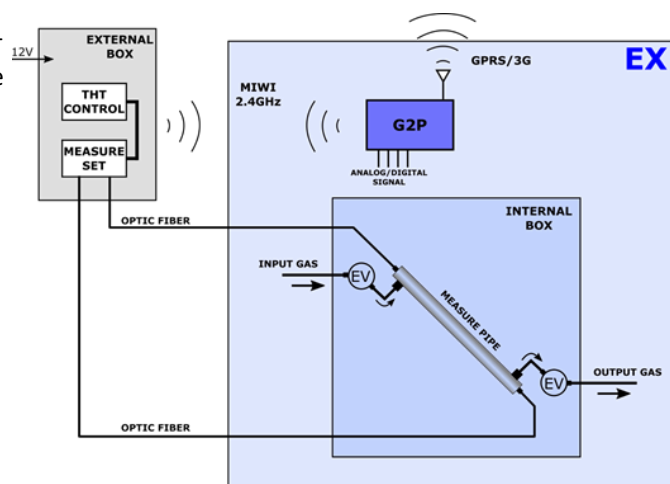 r
e
12V
EXTERNAL
BOX
THT
CONTROL
MEASURE
SET
MIWI
2.4GHz
GPRS/3G
EX
G2P
ANALOG/DIGITAL
SIGNAL
OPTIC FIBER
INTERNAL
BOX
INPUT GAS
EV
MEASURE PIPE
EV
OUTPUT GAS
OPTIC FIBER